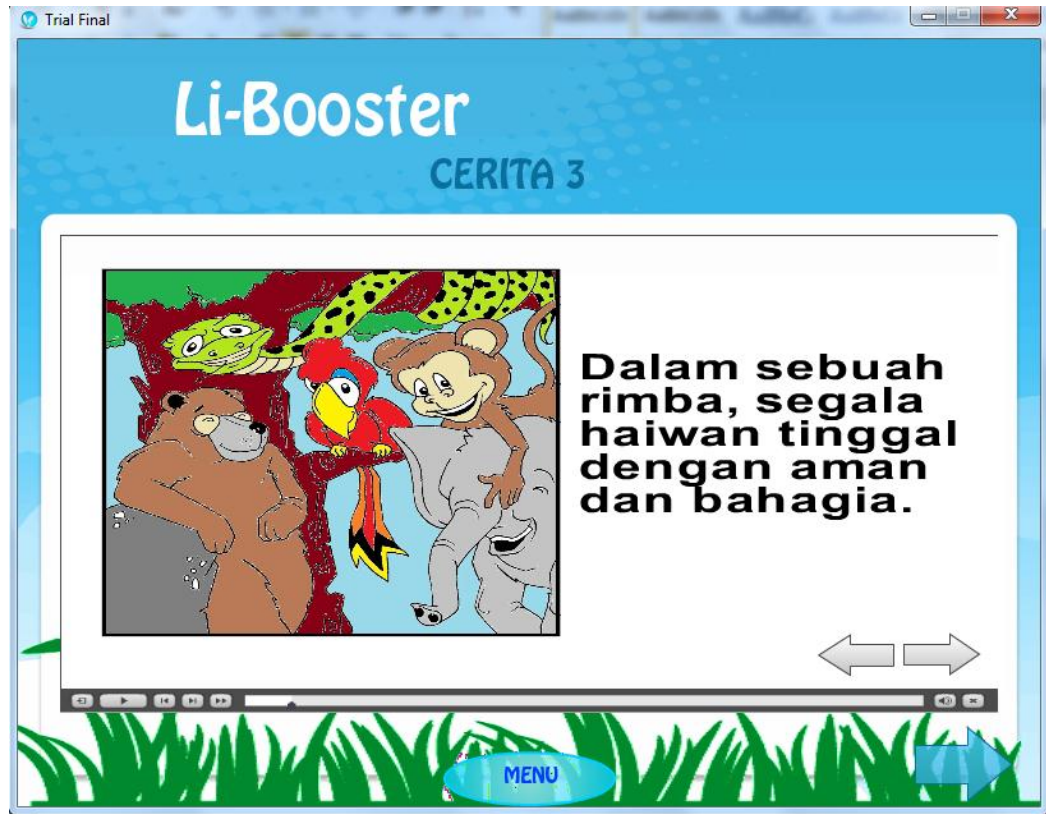 Trial Final
Li-Booster
CERITA 3
Dalam sebuah
rimba, segala
haiwan tinggal
dengan aman
dan bahagia.
MENU